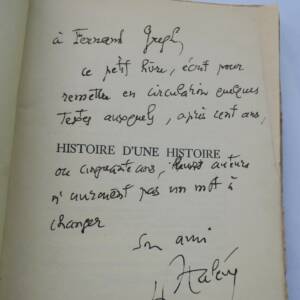 à Fernand Gregh,
ce petit livre, écrit pour
remettre en circulation quelques
textes auxquels, après cent ans,
HISTOIRE D'UNE HISTOIRE
ou cinquante ans, leurs auteurs
n'auraient pas un mot à
changer
Son ami
Halévy